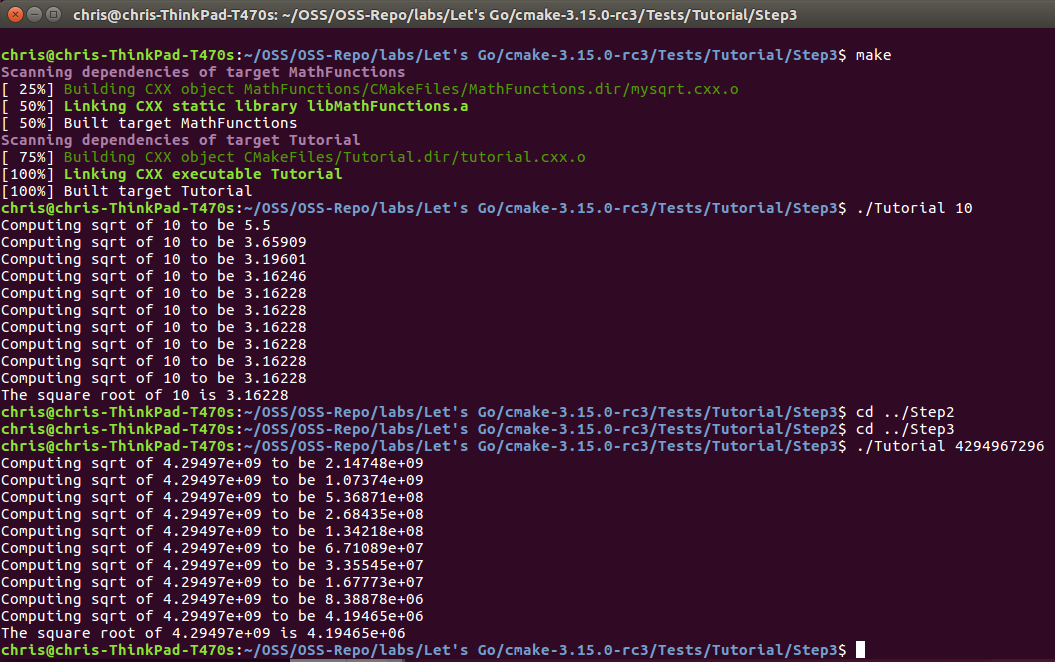 chris@chris-ThinkPad-T470s: ~/OSS/OSS-Repo/labs/Let's Go/cmake-3.15.0-rc3/Tests/Tutorial/Step3
chris@chris-ThinkPad-T470s:~/OSS/OSS-Repo/labs/Let's Go/cmake-3.15.0-rc3/Tests/Tutorial/Step3$ make
Scanning dependencies of target MathFunctions
[ 25%] Building CXX object MathFunctions/CMakeFiles/MathFunctions.dir/mysqrt.cxx.o
[ 50%] Linking CXX static library libMathFunctions.a
[ 50%] Built target MathFunctions
Scanning dependencies of target Tutorial
[ 75%] Building CXX object CMakeFiles/Tutorial.dir/tutorial.cxx.o
[100%] Linking CXX executable Tutorial
[100%] Built target Tutorial
chris@chris-ThinkPad-T470s:~/OSS/OSS-Repo/labs/Let's Go/cmake-3.15.0-rc3/Tests/Tutorial/Step3$ ./Tutorial 10
Computing sqrt of 10 to be 5.5
Computing sqrt of 10 to be 3.65909
Computing sqrt of 10 to be 3.19601
Computing sqrt of 10 to be 3.16246
Computing sqrt of 10 to be 3.16228
Computing sqrt of 10 to be 3.16228
Computing sqrt of 10 to be 3.16228
Computing sqrt of 10 to be 3.16228
Computing sqrt of 10 to be 3.16228
Computing sqrt of 10 to be 3.16228
The square root of 10 is 3.16228
chris@chris-ThinkPad-T470s:~/OSS/OSS-Repo/labs/Let's Go/cmake-3.15.0-rc3/Tests/Tutorial/Step3$ cd ../Step2
chris@chris-ThinkPad-T470s:~/OSS/OSS-Repo/labs/Let's Go/cmake-3.15.0-rc3/Tests/Tutorial/Step2$ cd ../Step3
chris@chris-ThinkPad-T470s:~/OSS/OSS-Repo/labs/Let's Go/cmake-3.15.0-rc3/Tests/Tutorial/Step3$ ./Tutorial 4294967296
Computing sqrt of 4.29497e+09 to be 2.14748e+09
Computing sqrt of 4.29497e+09 to be 1.07374e+09
Computing sqrt of 4.29497e+09 to be 5.36871e+08
Computing sqrt of 4.29497e+09 to be 2.68435e+08
Computing sqrt of 4.29497e+09 to be 1.34218e+08
Computing sqrt of 4.29497e+09 to be 6.71089e+07
Computing sqrt of 4.29497e+09 to be 3.35545e+07
Computing sqrt of 4.29497e+09 to be 1.67773e+07
Computing sqrt of 4.29497e+09 to be 8.38878e+06
Computing sqrt of 4.29497e+09 to be 4.19465e+06
The square root of 4.29497e+09 is 4.19465e+06
chris@chris-ThinkPad-T470s:~/OSS/OSS-Repo/labs/Let's Go/cmake-3.15.0-rc3/Tests/Tutorial/Step3$